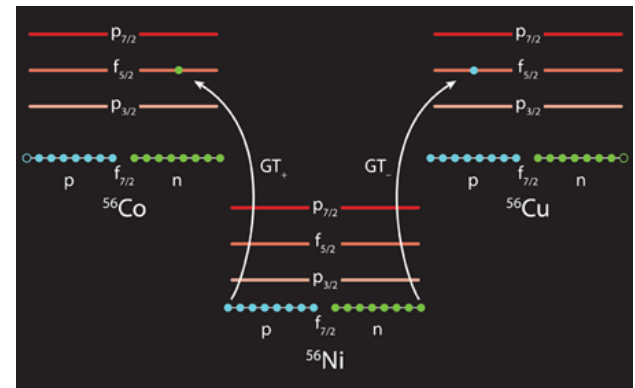 p₇/₂ p₇/₂
f₅/₂ f₅/₂
p₃/₂ p₃/₂
GT₊ GT₋
p f₇/₂ n p f₇/₂ n
⁵⁶Co ⁵⁶Cu
p₇/₂
f₅/₂
p₃/₂
p f₇/₂ n
⁵⁶Ni